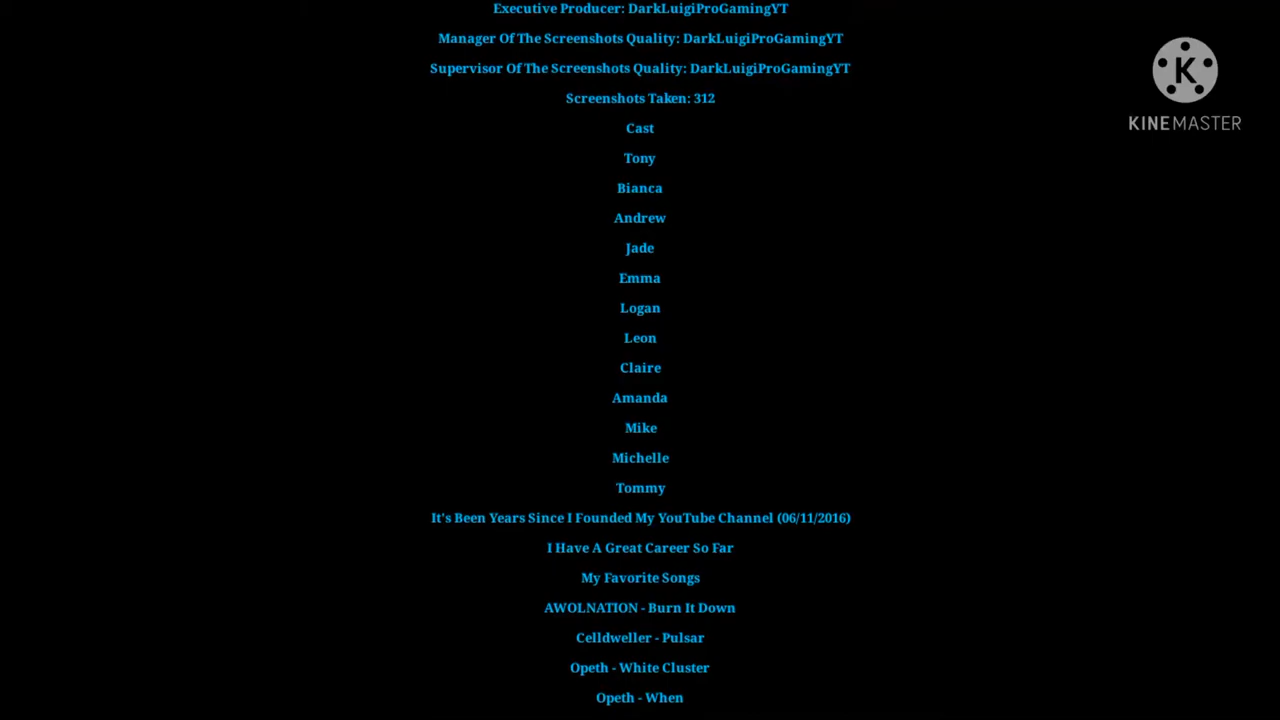 Executive Producer: DarkLuigiProGamingYT
Manager Of The Screenshots Quality: DarkLuigiProGamingYT
Supervisor Of The Screenshots Quality: DarkLuigiProGamingYT
Screenshots Taken: 312
Cast
Tony
Bianca
Andrew
Jade
Emma
Logan
Leon
Claire
Amanda
Mike
Michelle
Tommy
It's Been Years Since I Founded My YouTube Channel (06/11/2016)
I Have A Great Career So Far
My Favorite Songs
AWOLNATION - Burn It Down
Celldweller - Pulsar
Opeth - White Cluster
Opeth - When
K
KINEMASTER